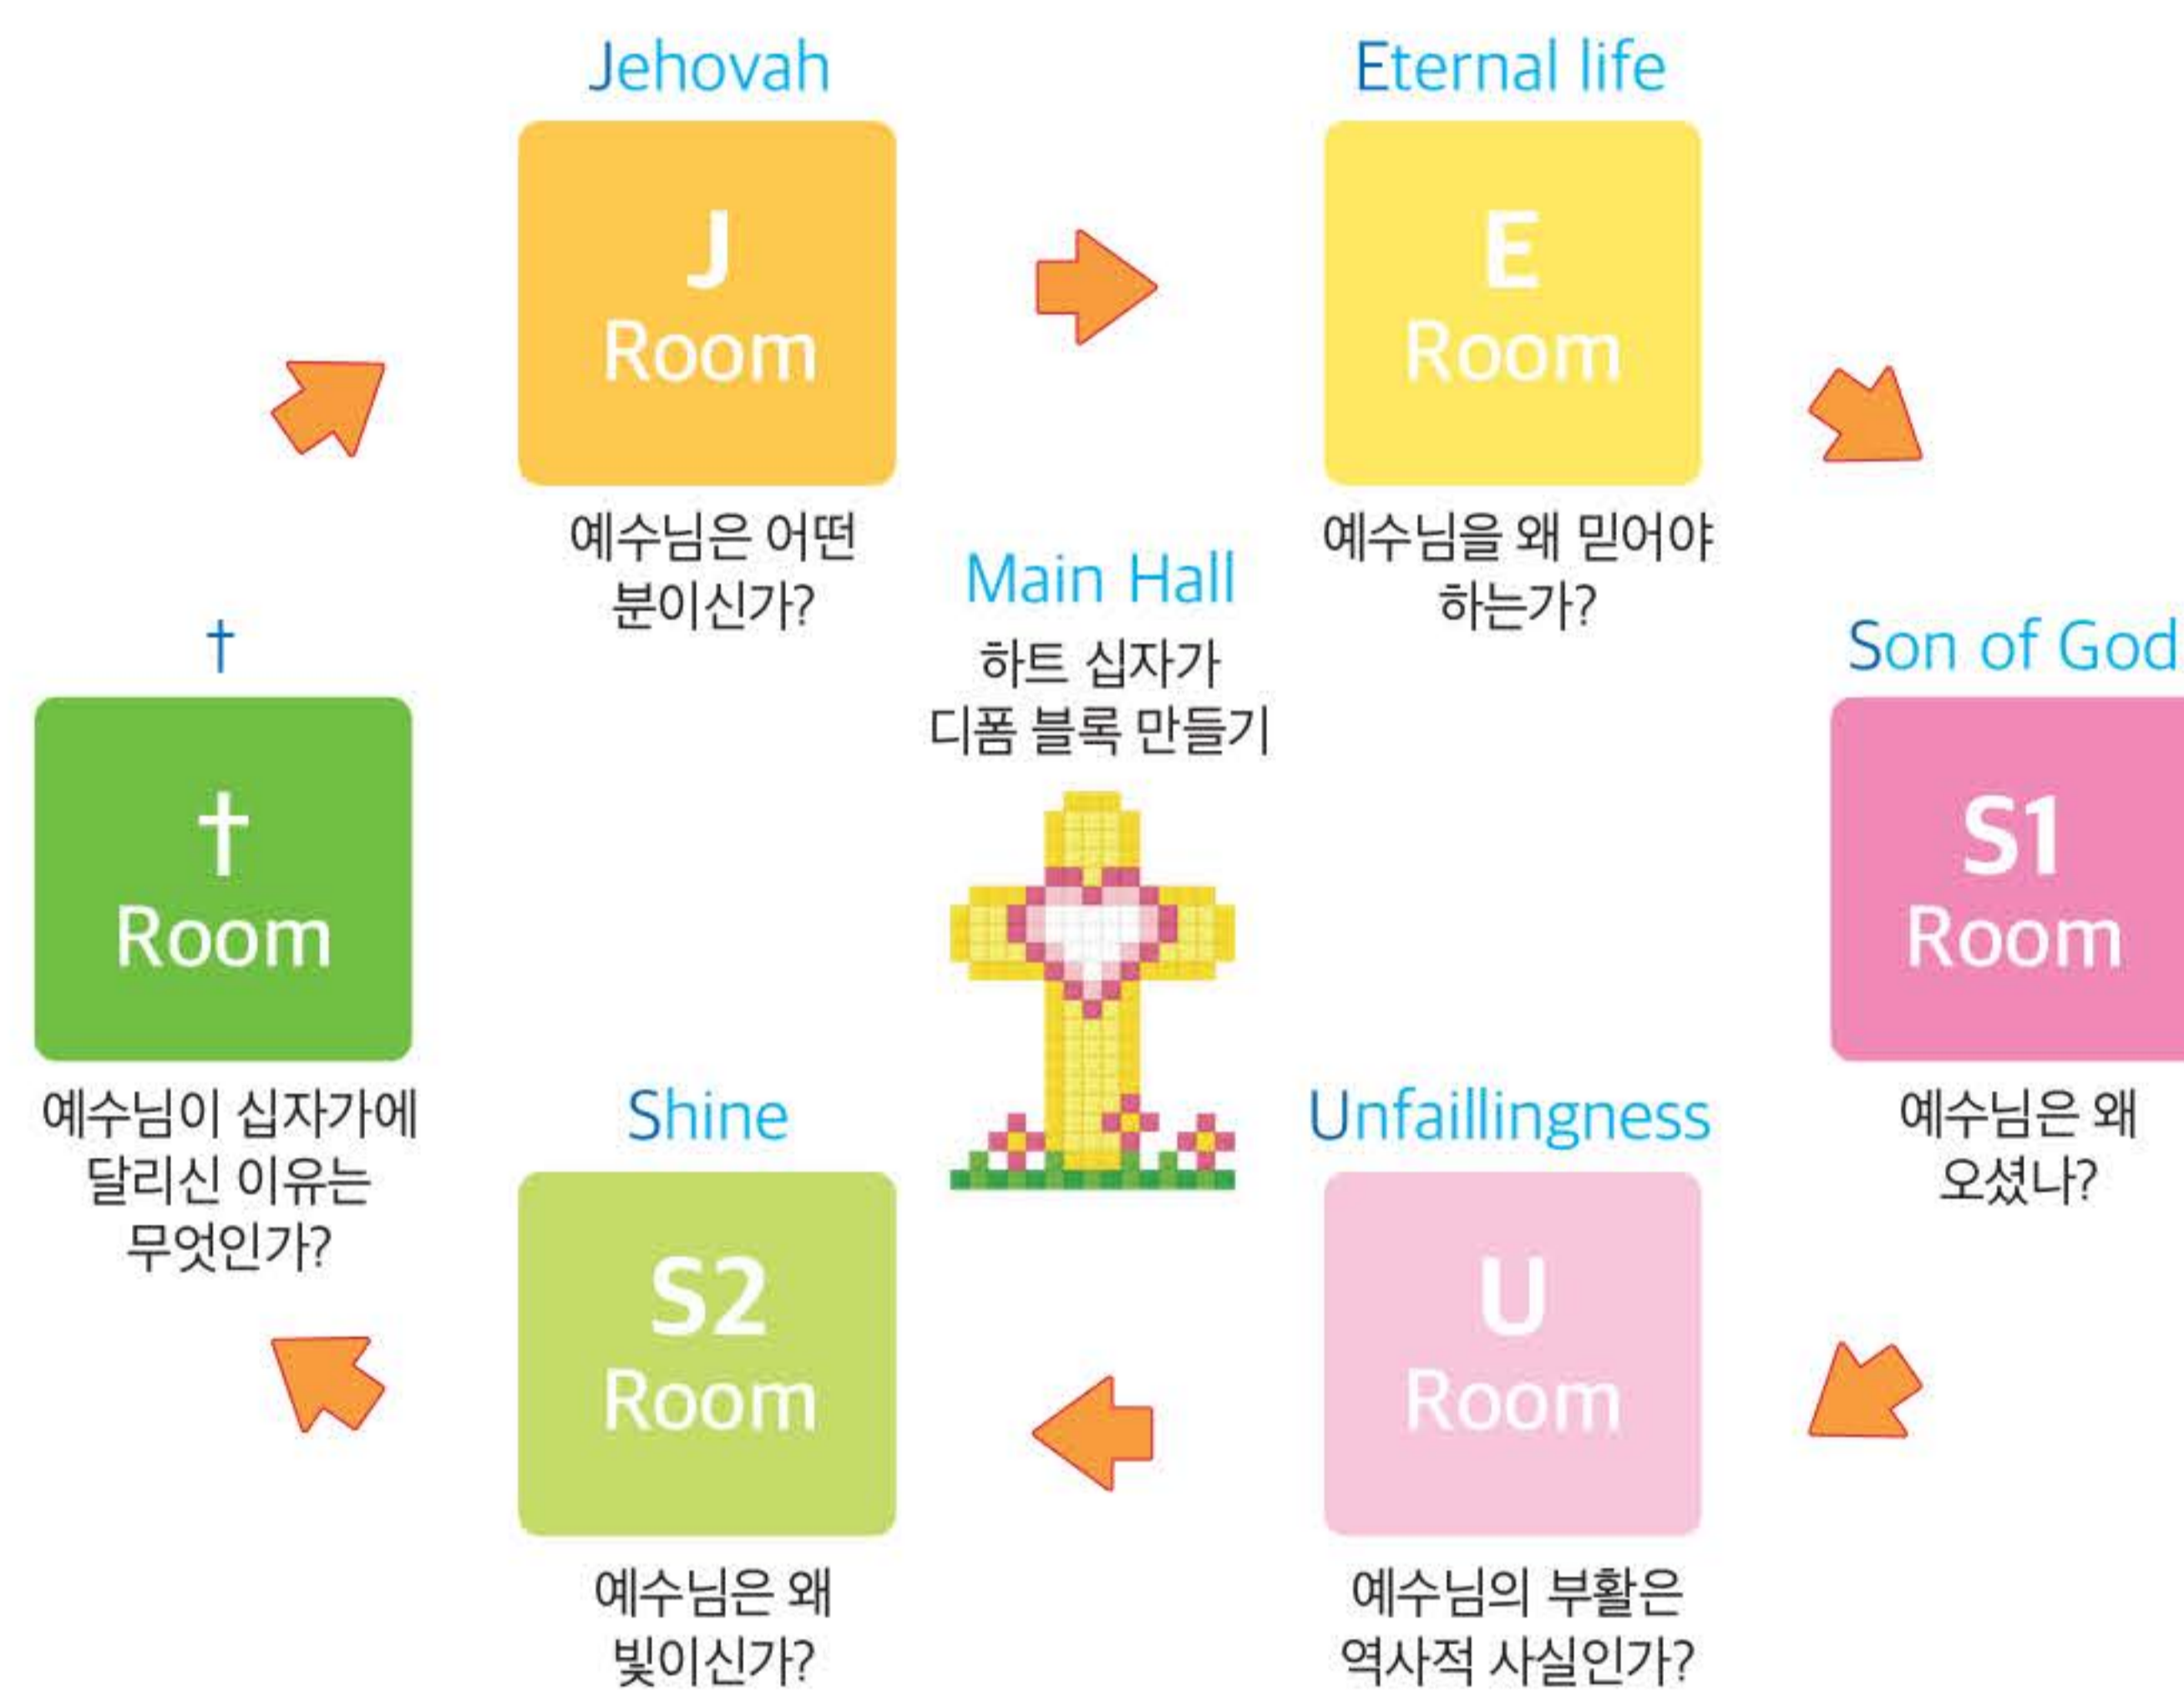 Jehovah
J
Room
예수님은 어떤
분이신가?
Eternal life
E
Room
예수님을 왜 믿어야
하는가?
Son of God
S1
Room
예수님은 왜
오셨나?
Unfaillingness
U
Room
예수님의 부활은
역사적 사실인가?
Shine
S2
Room
예수님은 왜
빛이신가?
†
†
Room
예수님이 십자가에
달리신 이유는
무엇인가?
Main Hall
하트 십자가
디폼 블록 만들기